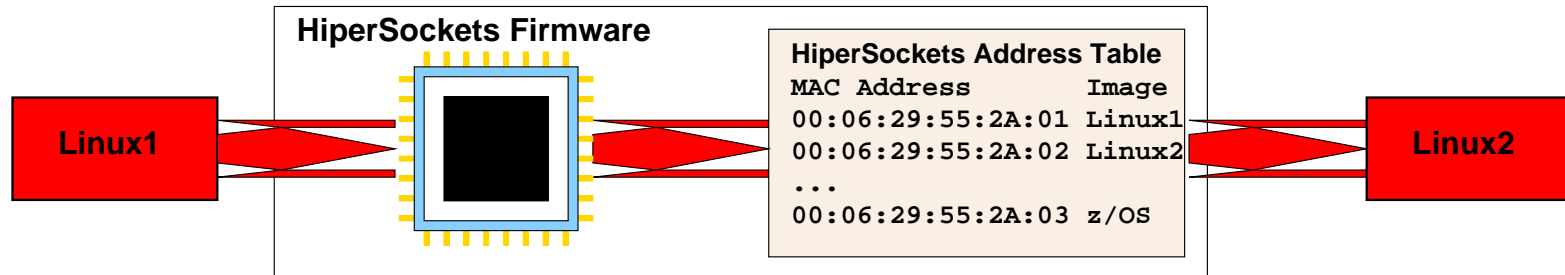 HiperSockets Firmware
Linux1
HiperSockets Address Table
MAC Address Image
00:06:29:55:2A:01 Linux1
00:06:29:55:2A:02 Linux2
...
00:06:29:55:2A:03 z/OS
Linux2